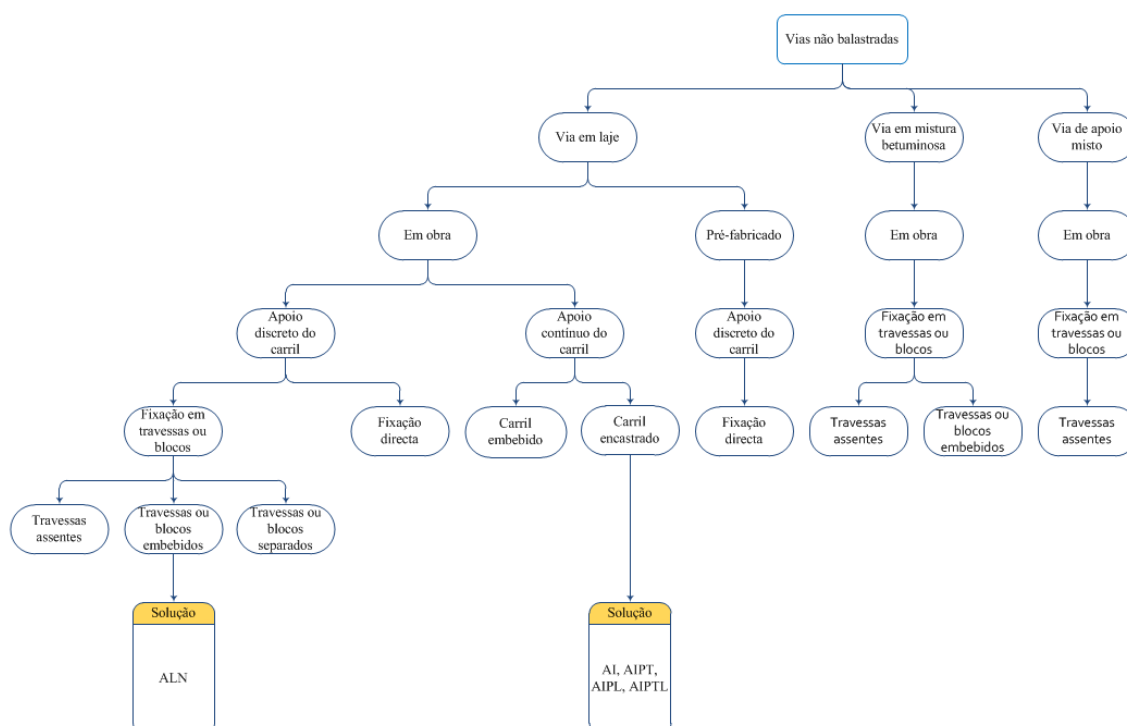 Vias não balastradas
Via em laje
Via em mistura
betuminosa
Via de apoio
misto
Em obra
Pré-fabricado
Em obra
Em obra
Apoio
discreto do
carril
Apoio
contínuo do
carril
Apoio
discreto do
carril
Fixação em
travessas ou
blocos
Fixação em
travessas ou
blocos
Fixação em
travessas ou
blocos
Fixação
directa
Carril
embebido
Carril
encastrado
Fixação
directa
Travessas
assentes
Travessas ou
blocos
embebidos
Travessas
assentes
Travessas
assentes
Travessas ou
blocos
embebidos
Travessas ou
blocos
separados
Solução
ALN
Solução
AI, AIPT,
AIPL, AIPTL